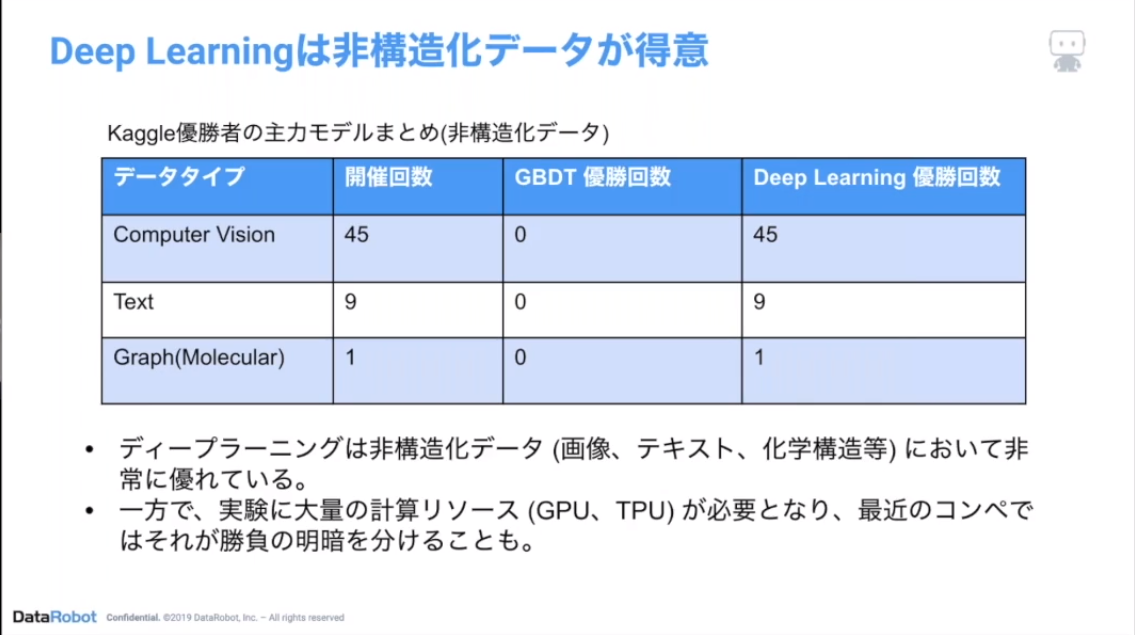 Deep Learningは非構造化データが得意
Kaggle優勝者の主力モデルまとめ(非構造化データ)
データタイプ 開催回数 GBDT 優勝回数 Deep Learning 優勝回数
Computer Vision 45 0 45
Text 9 0 9
Graph(Molecular) 1 0 1
• ディープラーニングは非構造化データ (画像、テキスト、化学構造等) において非
常に優れている。
• 一方で、実験に大量の計算リソース (GPU、TPU) が必要となり、最近のコンペで
はそれが勝負の明暗を分けることも。
DataRobot Confidential. ©2019 DataRobot, Inc. – All rights reserved